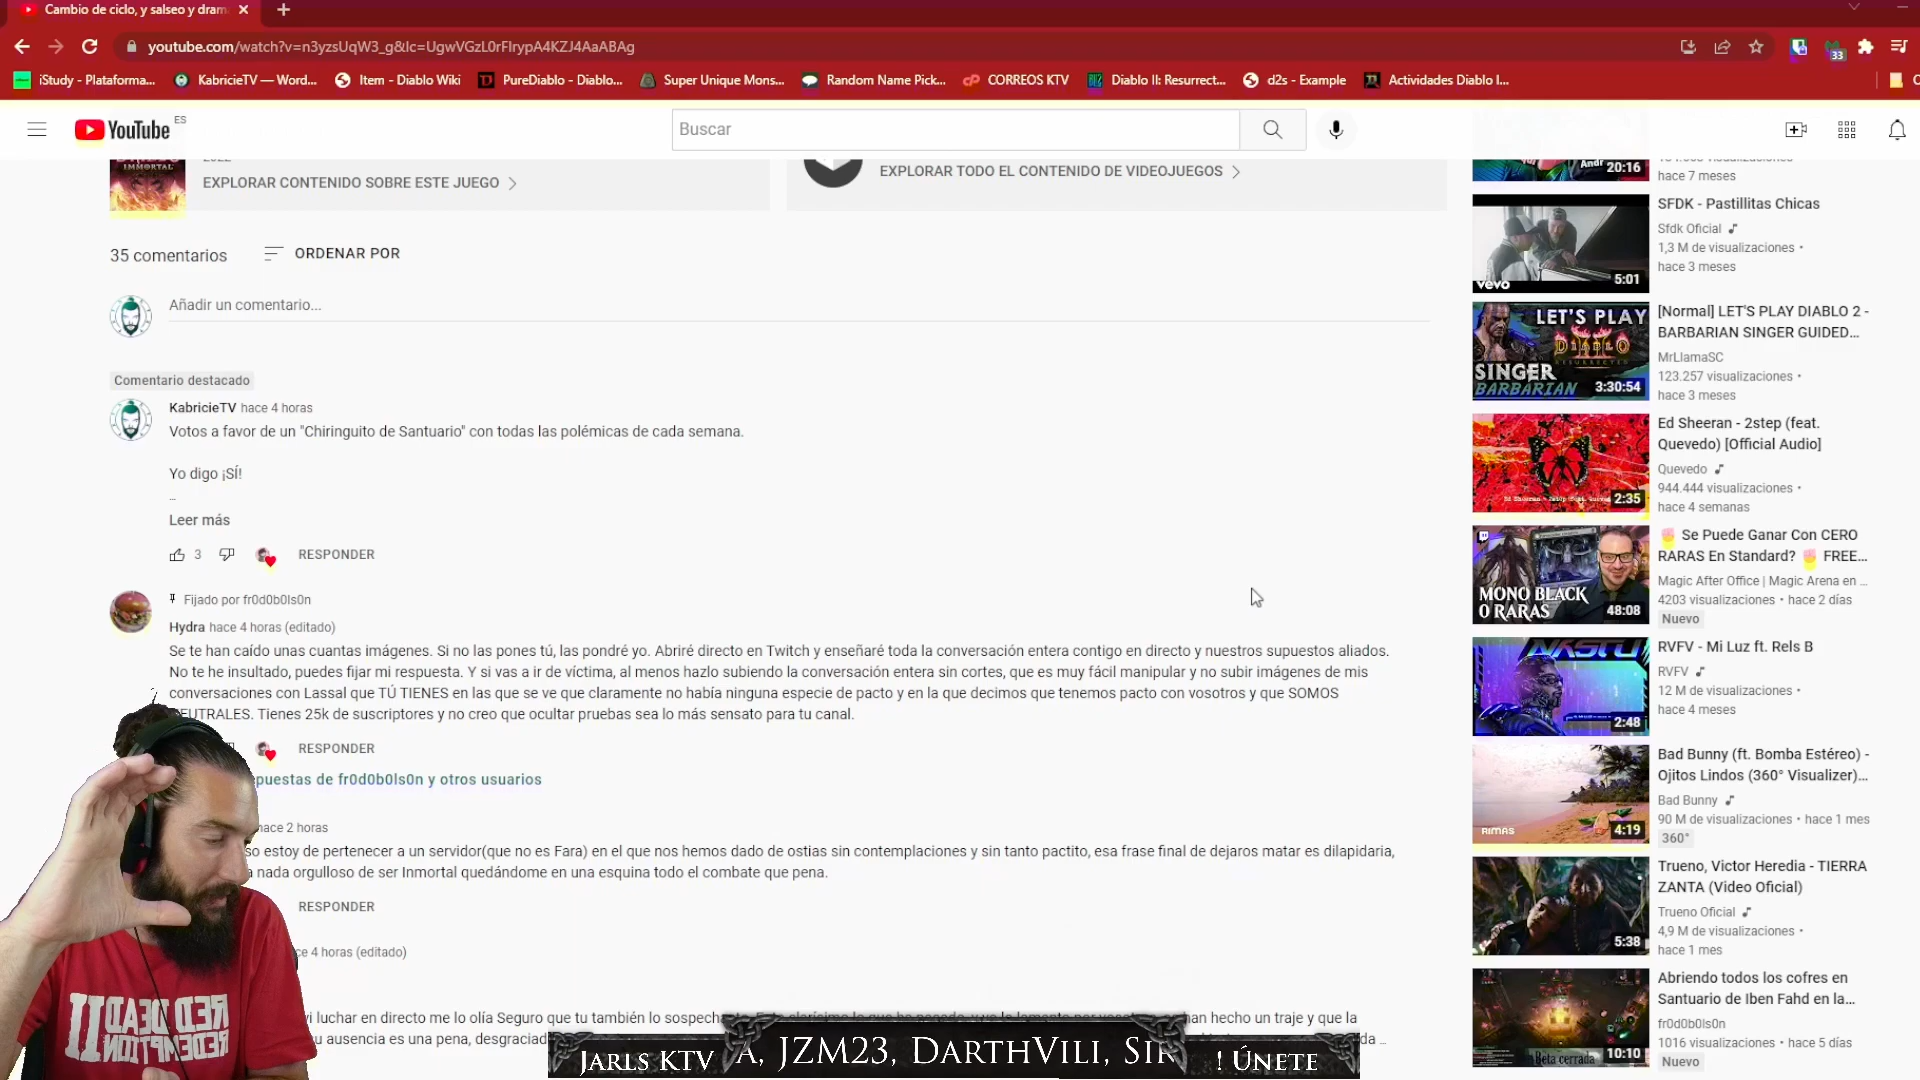 Cambio de ciclo, y salseo y dram
youtube.com/watch?v=n3yzsUqW3_g&lc=UgwVGzL0rFIrypA4KZJ4AaABAg
33
iStudy - Plataforma...
KabricieTV — Word...
Item - Diablo Wiki
PureDiablo - Diablo...
Super Unique Mons...
Random Name Pick...
CORREOS KTV
Diablo II: Resurrect...
d2s - Example
Actividades Diablo I...
YouTube ES
Buscar
IMMORTAL
EXPLORAR CONTENIDO SOBRE ESTE JUEGO
EXPLORAR TODO EL CONTENIDO DE VIDEOJUEGOS
35 comentarios
ORDENAR POR
Añadir un comentario...
Comentario destacado
KabricieTV hace 4 horas
Votos a favor de un "Chiringuito de Santuario" con todas las polémicas de cada semana.
Yo digo ¡SÍ!
...
Leer más
3
RESPONDER
Fijado por fr0d0b0ls0n
Hydra hace 4 horas (editado)
Se te han caído unas cuantas imágenes. Si no las pones tú, las pondré yo. Abriré directo en Twitch y enseñaré toda la conversación entera contigo en directo y nuestros supuestos aliados.
No te he insultado, puedes fijar mi respuesta. Y si vas a ir de víctima, al menos hazlo subiendo la conversación entera sin cortes, que es muy fácil manipular y no subir imágenes de mis
conversaciones con Lassal que TÚ TIENES en las que se ve que claramente no había ninguna especie de pacto y en la que decimos que tenemos pacto con vosotros y que SOMOS
EUTRALES. Tienes 25k de suscriptores y no creo que ocultar pruebas sea lo más sensato para tu canal.
RESPONDER
puestas de fr0d0b0ls0n y otros usuarios
hace 2 horas
so estoy de pertenecer a un servidor(que no es Fara) en el que nos hemos dado de ostias sin contemplaciones y sin tanto pactito, esa frase final de dejaros matar es dilapidaria,
nada orgulloso de ser Inmortal quedándome en una esquina todo el combate que pena.
RESPONDER
ce 4 horas (editado)
vi luchar en directo me lo olía Seguro que tu también lo sospecha
han hecho un traje y que la
su ausencia es una pena, desgraciad
da ...
RED DEAD
REDEMPTION II
JARLS KTV
A, JZM23, DARTHVILI, SIR
! ÚNETE
20:16
hace 7 meses
vevo
5:01
SFDK - Pastillitas Chicas
Sfdk Oficial
1,3 M de visualizaciones •
hace 3 meses
LET'S PLAY
DIABLO
SINGER
BARBARIAN
3:30:54
[Normal] LET'S PLAY DIABLO 2 -
BARBARIAN SINGER GUIDED...
MrLlamaSC
123.257 visualizaciones •
hace 3 meses
2:35
Ed Sheeran - 2step (feat.
Quevedo) [Official Audio]
Quevedo
944.444 visualizaciones •
hace 4 semanas
MONO BLACK
0 RARAS
48:08
Se Puede Ganar Con CERO
RARAS En Standard? FREE...
Magic After Office | Magic Arena en ...
4203 visualizaciones • hace 2 días
Nuevo
2:48
RVFV - Mi Luz ft. Rels B
RVFV
12 M de visualizaciones •
hace 4 meses
RIMAS
4:19
Bad Bunny (ft. Bomba Estéreo) -
Ojitos Lindos (360° Visualizer)...
Bad Bunny
90 M de visualizaciones • hace 1 mes
360°
5:38
Trueno, Victor Heredia - TIERRA
ZANTA (Video Oficial)
Trueno Oficial
4,9 M de visualizaciones •
hace 1 mes
Beta cerrada
10:10
Abriendo todos los cofres en
Santuario de Iben Fahd en la...
fr0d0b0ls0n
1016 visualizaciones • hace 5 días
Nuevo